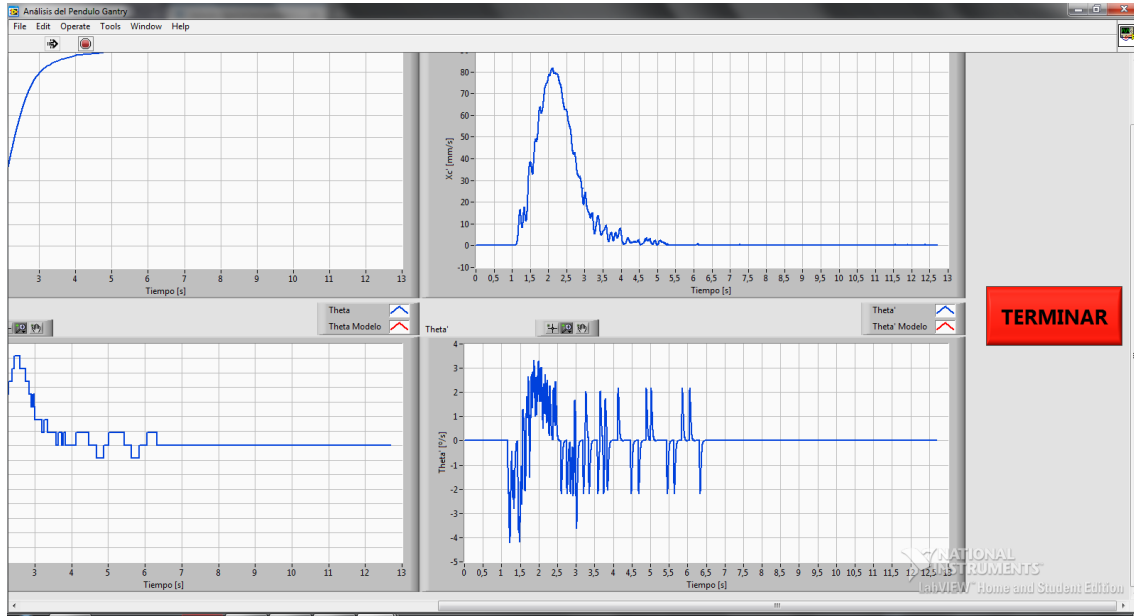 Análisis del Pendulo Gantry
File Edit Operate Tools Window Help
3 4 5 6 7 8 9 10 11 12 13
Tiempo [s]
80
70
60
50
40
30
20
10
0
-10
Xc' [mm/s]
0 0,5 1 1,5 2 2,5 3 3,5 4 4,5 5 5,5 6 6,5 7 7,5 8 8,5 9 9,5 10 10,5 11 11,5 12 12,5 13
Tiempo [s]
Theta
Theta Modelo
Theta'
Theta'
Theta' Modelo
TERMINAR
3 4 5 6 7 8 9 10 11 12 13
Tiempo [s]
4
3
2
1
0
-1
-2
-3
-4
-5
Theta' [º/s]
0 0,5 1 1,5 2 2,5 3 3,5 4 4,5 5 5,5 6 6,5 7 7,5 8 8,5 9 9,5 10 10,5 11 11,5 12 12,5 13
Tiempo [s]
NATIONAL
INSTRUMENTS
LabVIEW™ Home and Student Edition